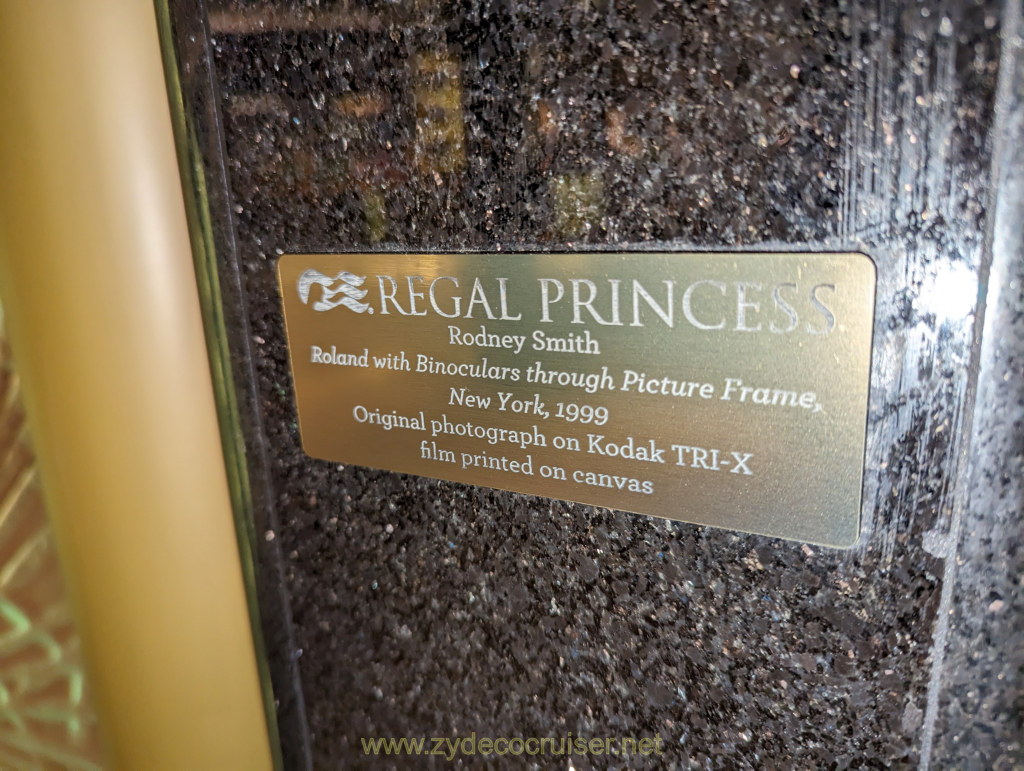 REGAL PRINCESS
Rodney Smith
Roland with Binoculars through Picture Frame,
New York, 1999
Original photograph on Kodak TRI-X
film printed on canvas
www.zydecocruiser.net